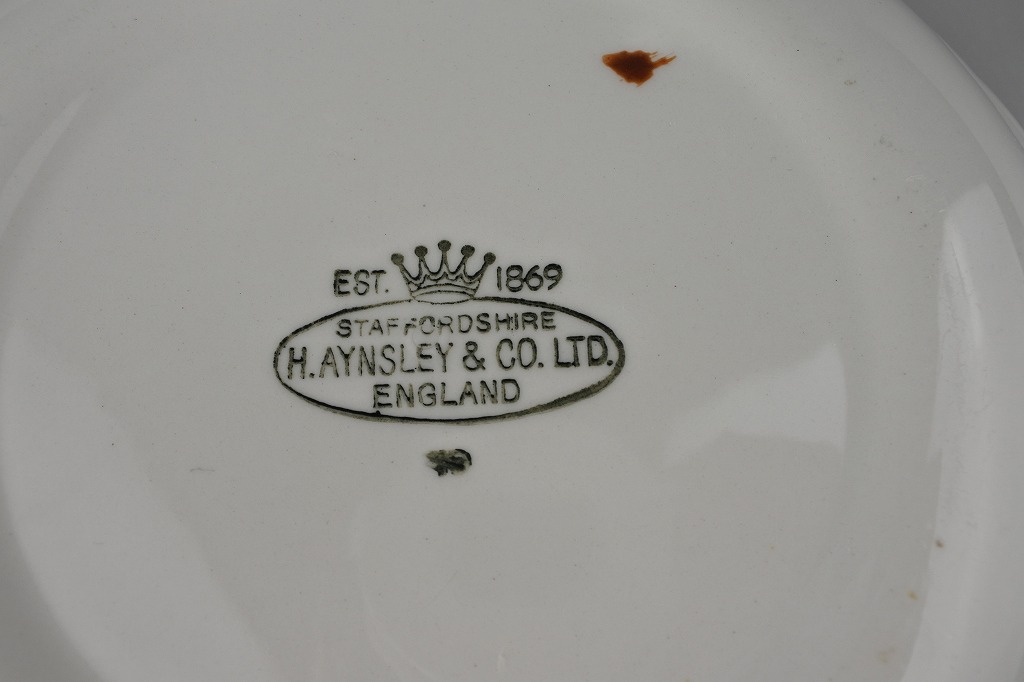 EST. 1869
STAFFORDSHIRE
H. AYNSLEY & CO. LTD.
ENGLAND